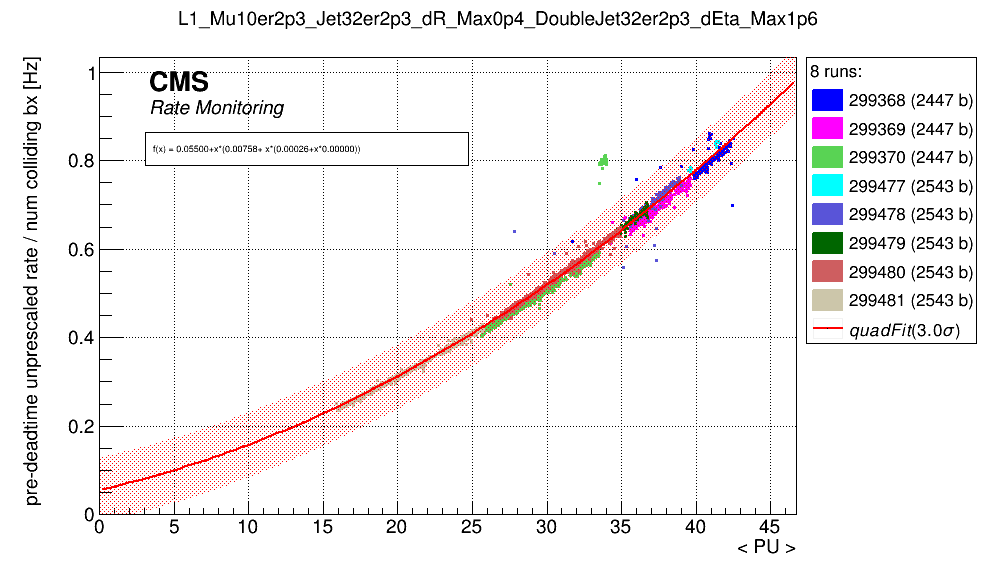 L1_Mu10er2p3_Jet32er2p3_dR_Max0p4_DoubleJet32er2p3_dEta_Max1p6
pre-deadtime unprescaled rate / num colliding bx [Hz]
CMS
Rate Monitoring
f(x) = 0.05500+x*(0.00758+ x*(0.00026+x*0.00000))
1
0.8
0.6
0.4
0.2
0
0 5 10 15 20 25 30 35 40 45
< PU >
8 runs:
299368 (2447 b)
299369 (2447 b)
299370 (2447 b)
299477 (2543 b)
299478 (2543 b)
299479 (2543 b)
299480 (2543 b)
299481 (2543 b)
quadFit(3.0σ)